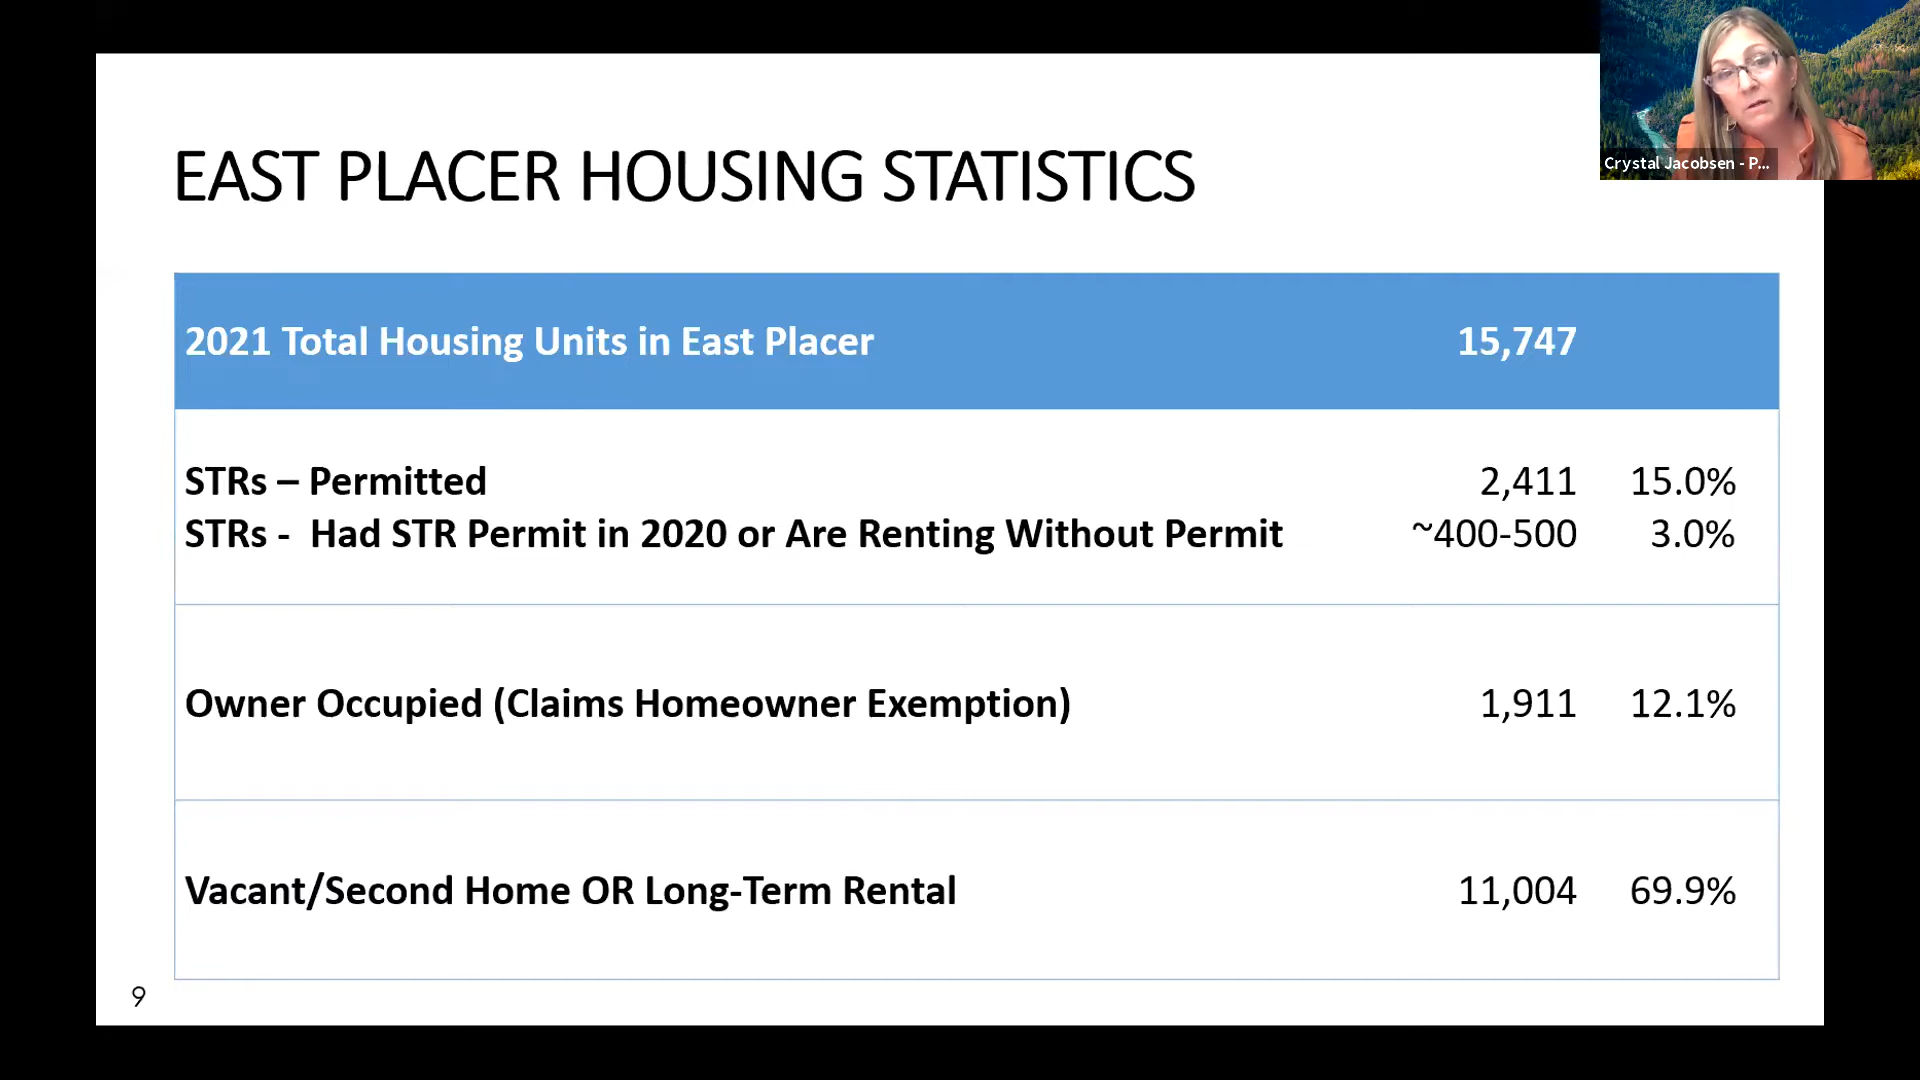 Crystal Jacobsen - P...
EAST PLACER HOUSING STATISTICS
2021 Total Housing Units in East Placer 15,747
STRs – Permitted 2,411 15.0%
STRs -  Had STR Permit in 2020 or Are Renting Without Permit ~400-500 3.0%
Owner Occupied (Claims Homeowner Exemption) 1,911 12.1%
Vacant/Second Home OR Long-Term Rental 11,004 69.9%
9